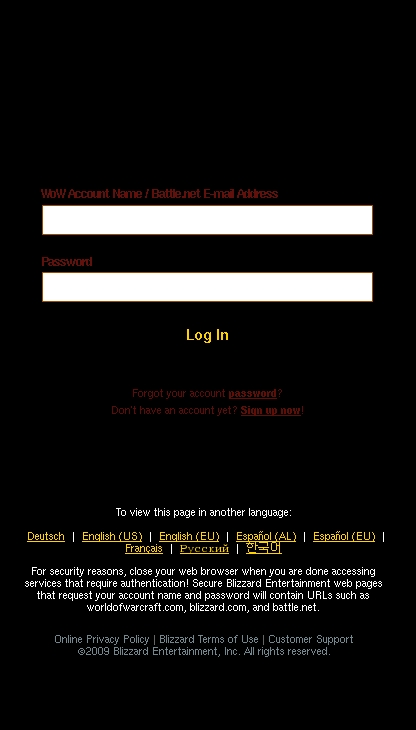 WoW Account Name / Battle.net E-mail Address
Password
Log In
Forgot your account password?
Don't have an account yet? Sign up now!
To view this page in another language:
Deutsch | English (US) | English (EU) | Español (AL) | Español (EU) |
Français | Русский | 한국어
For security reasons, close your web browser when you are done accessing
services that require authentication! Secure Blizzard Entertainment web pages
that request your account name and password will contain URLs such as
worldofwarcraft.com, blizzard.com, and battle.net.
Online Privacy Policy | Blizzard Terms of Use | Customer Support
©2009 Blizzard Entertainment, Inc. All rights reserved.